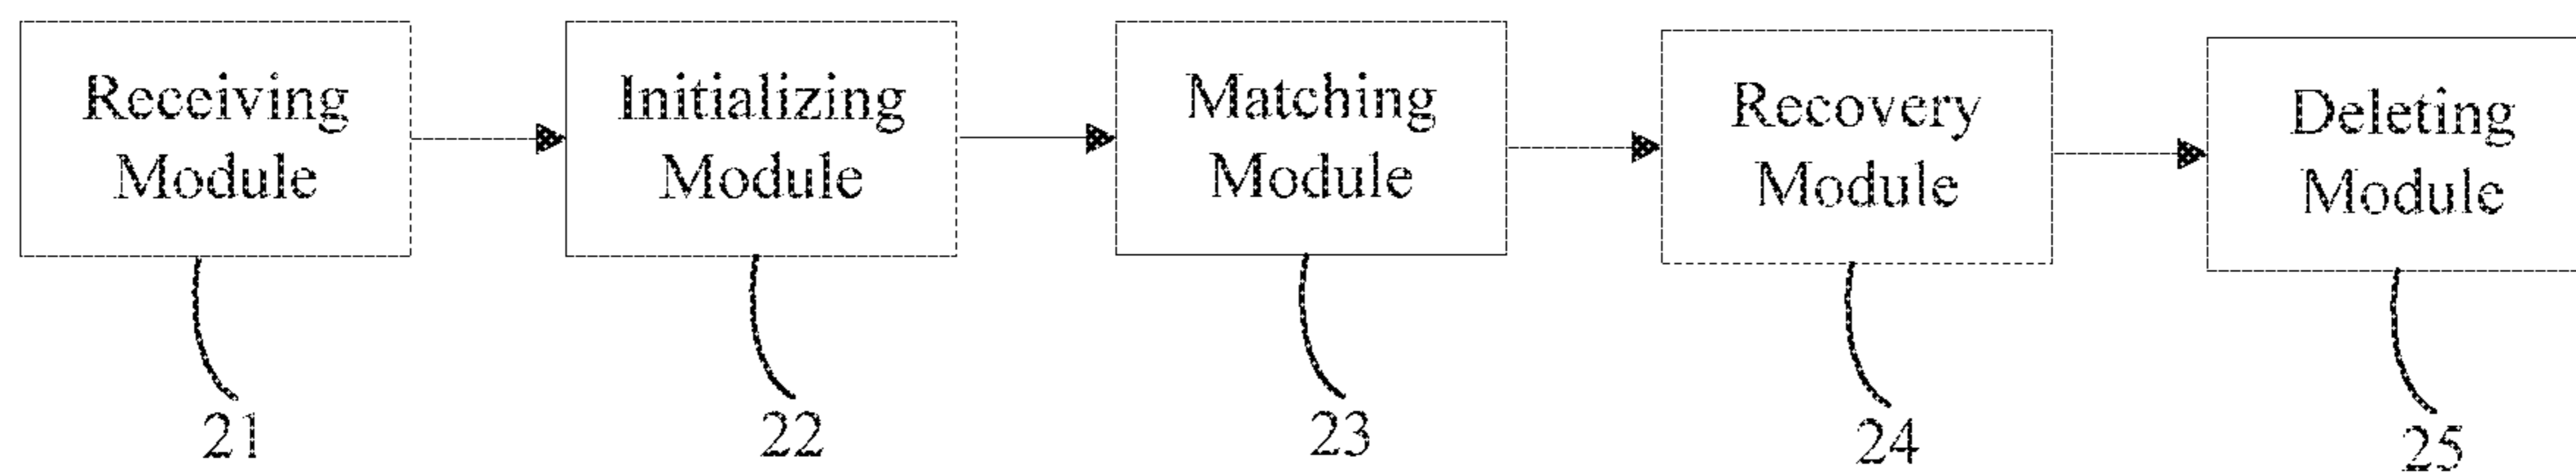 Receiving
Module
Initializing
Module
Matching
Module
Recovery
Module
Deleting
Module
21
22
23
24
25